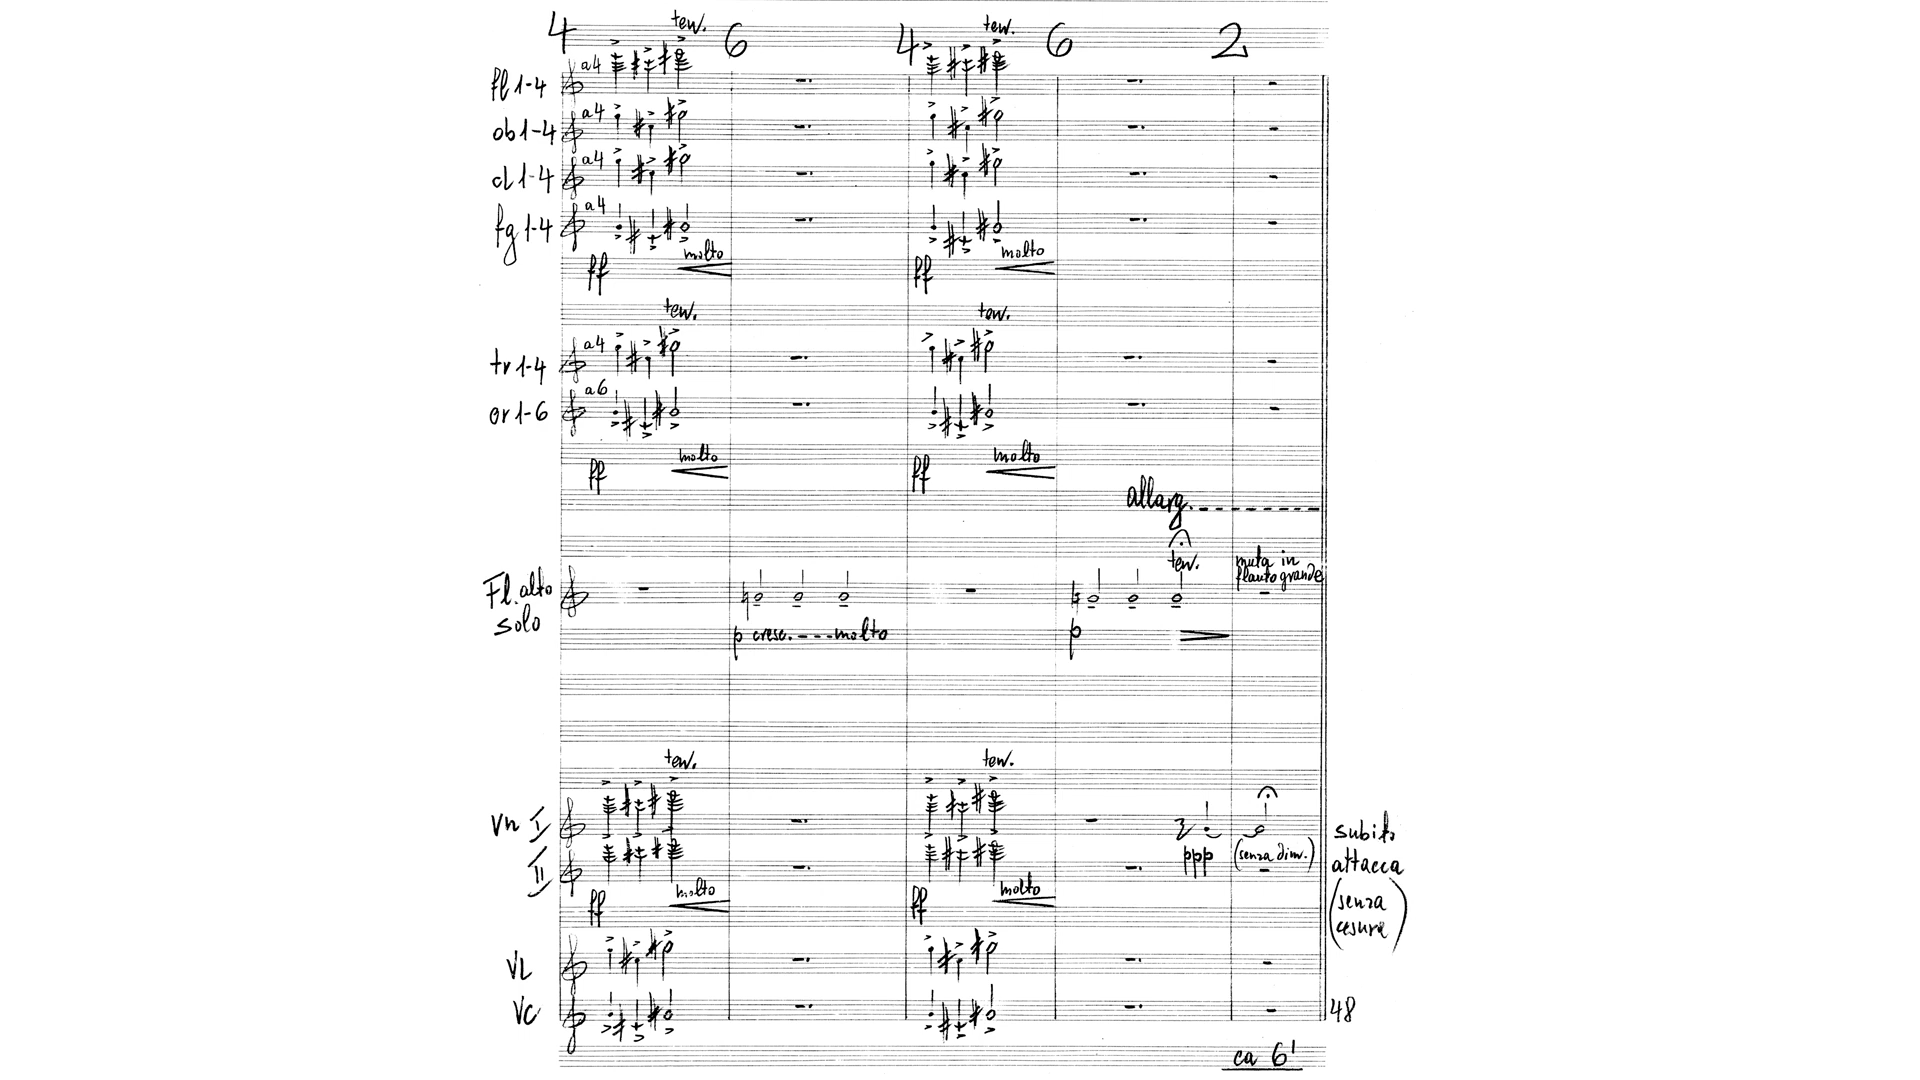 4 ten. 6 4 ten. 6 2
fl 1-4 a4
ob 1-4 a4
cl 1-4 a4
fg 1-4 a4
ff molto ff molto
ten. ten.
tr 1-4 a4
cr 1-6 a6
ff molto ff molto
allarg.
ten. muta in
flauto grande
Fl. alto
solo
p cresc. ---molto p
ten. ten.
Vn I
subito
ppp (senza dim.)
attacca
II
ff molto ff molto
(senza
cesura)
VL
VC
48
ca 6'